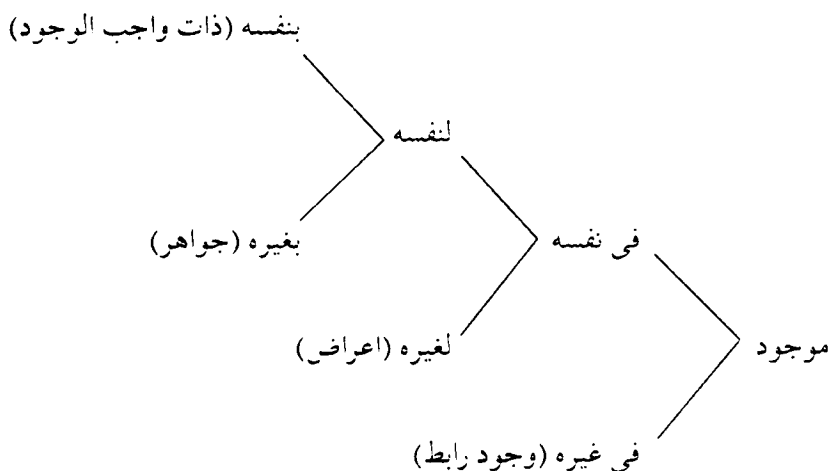 بنفسه (ذات واجب الوجود)
لنفسه
بغیره (جواهر)
فی نفسه
لغیره (اعراض)
موجود
فی غیره (وجود رابط)